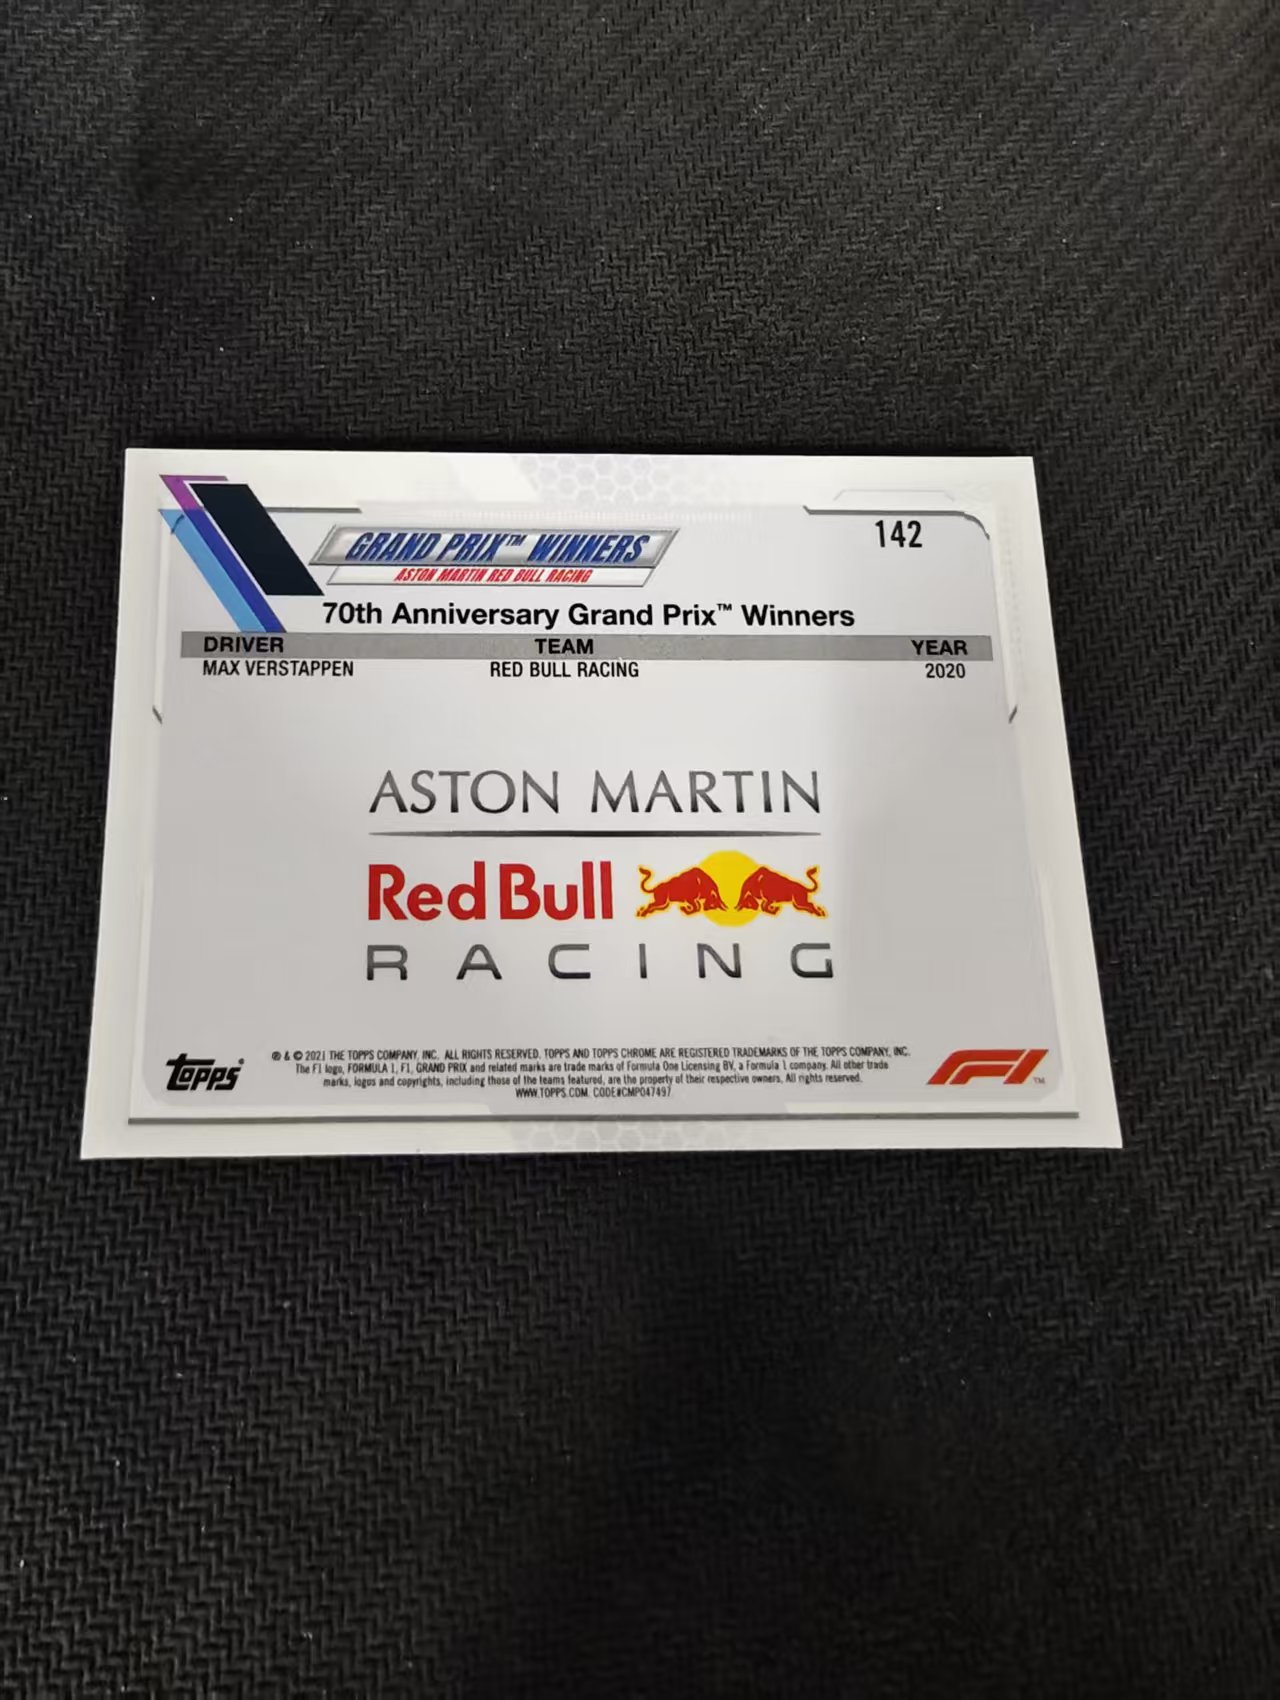 142
GRAND PRIX™ WINNERS
ASTON MARTIN RED BULL RACING
70th Anniversary Grand Prix™ Winners
DRIVER TEAM YEAR
MAX VERSTAPPEN RED BULL RACING 2020
ASTON MARTIN
Red Bull
RACING
TOPPS
® & © 2021 THE TOPPS COMPANY, INC. ALL RIGHTS RESERVED. TOPPS AND TOPPS CHROME ARE REGISTERED TRADEMARKS OF THE TOPPS COMPANY, INC.
The F1 logo, FORMULA 1, F1, GRAND PRIX and related marks are trade marks of Formula One Licensing BV, a Formula 1 company. All other trade
marks, logos and copyrights, including those of the teams featured, are the property of their respective owners. All rights reserved.
WWW.TOPPS.COM. CODE#CMP047497
F1™